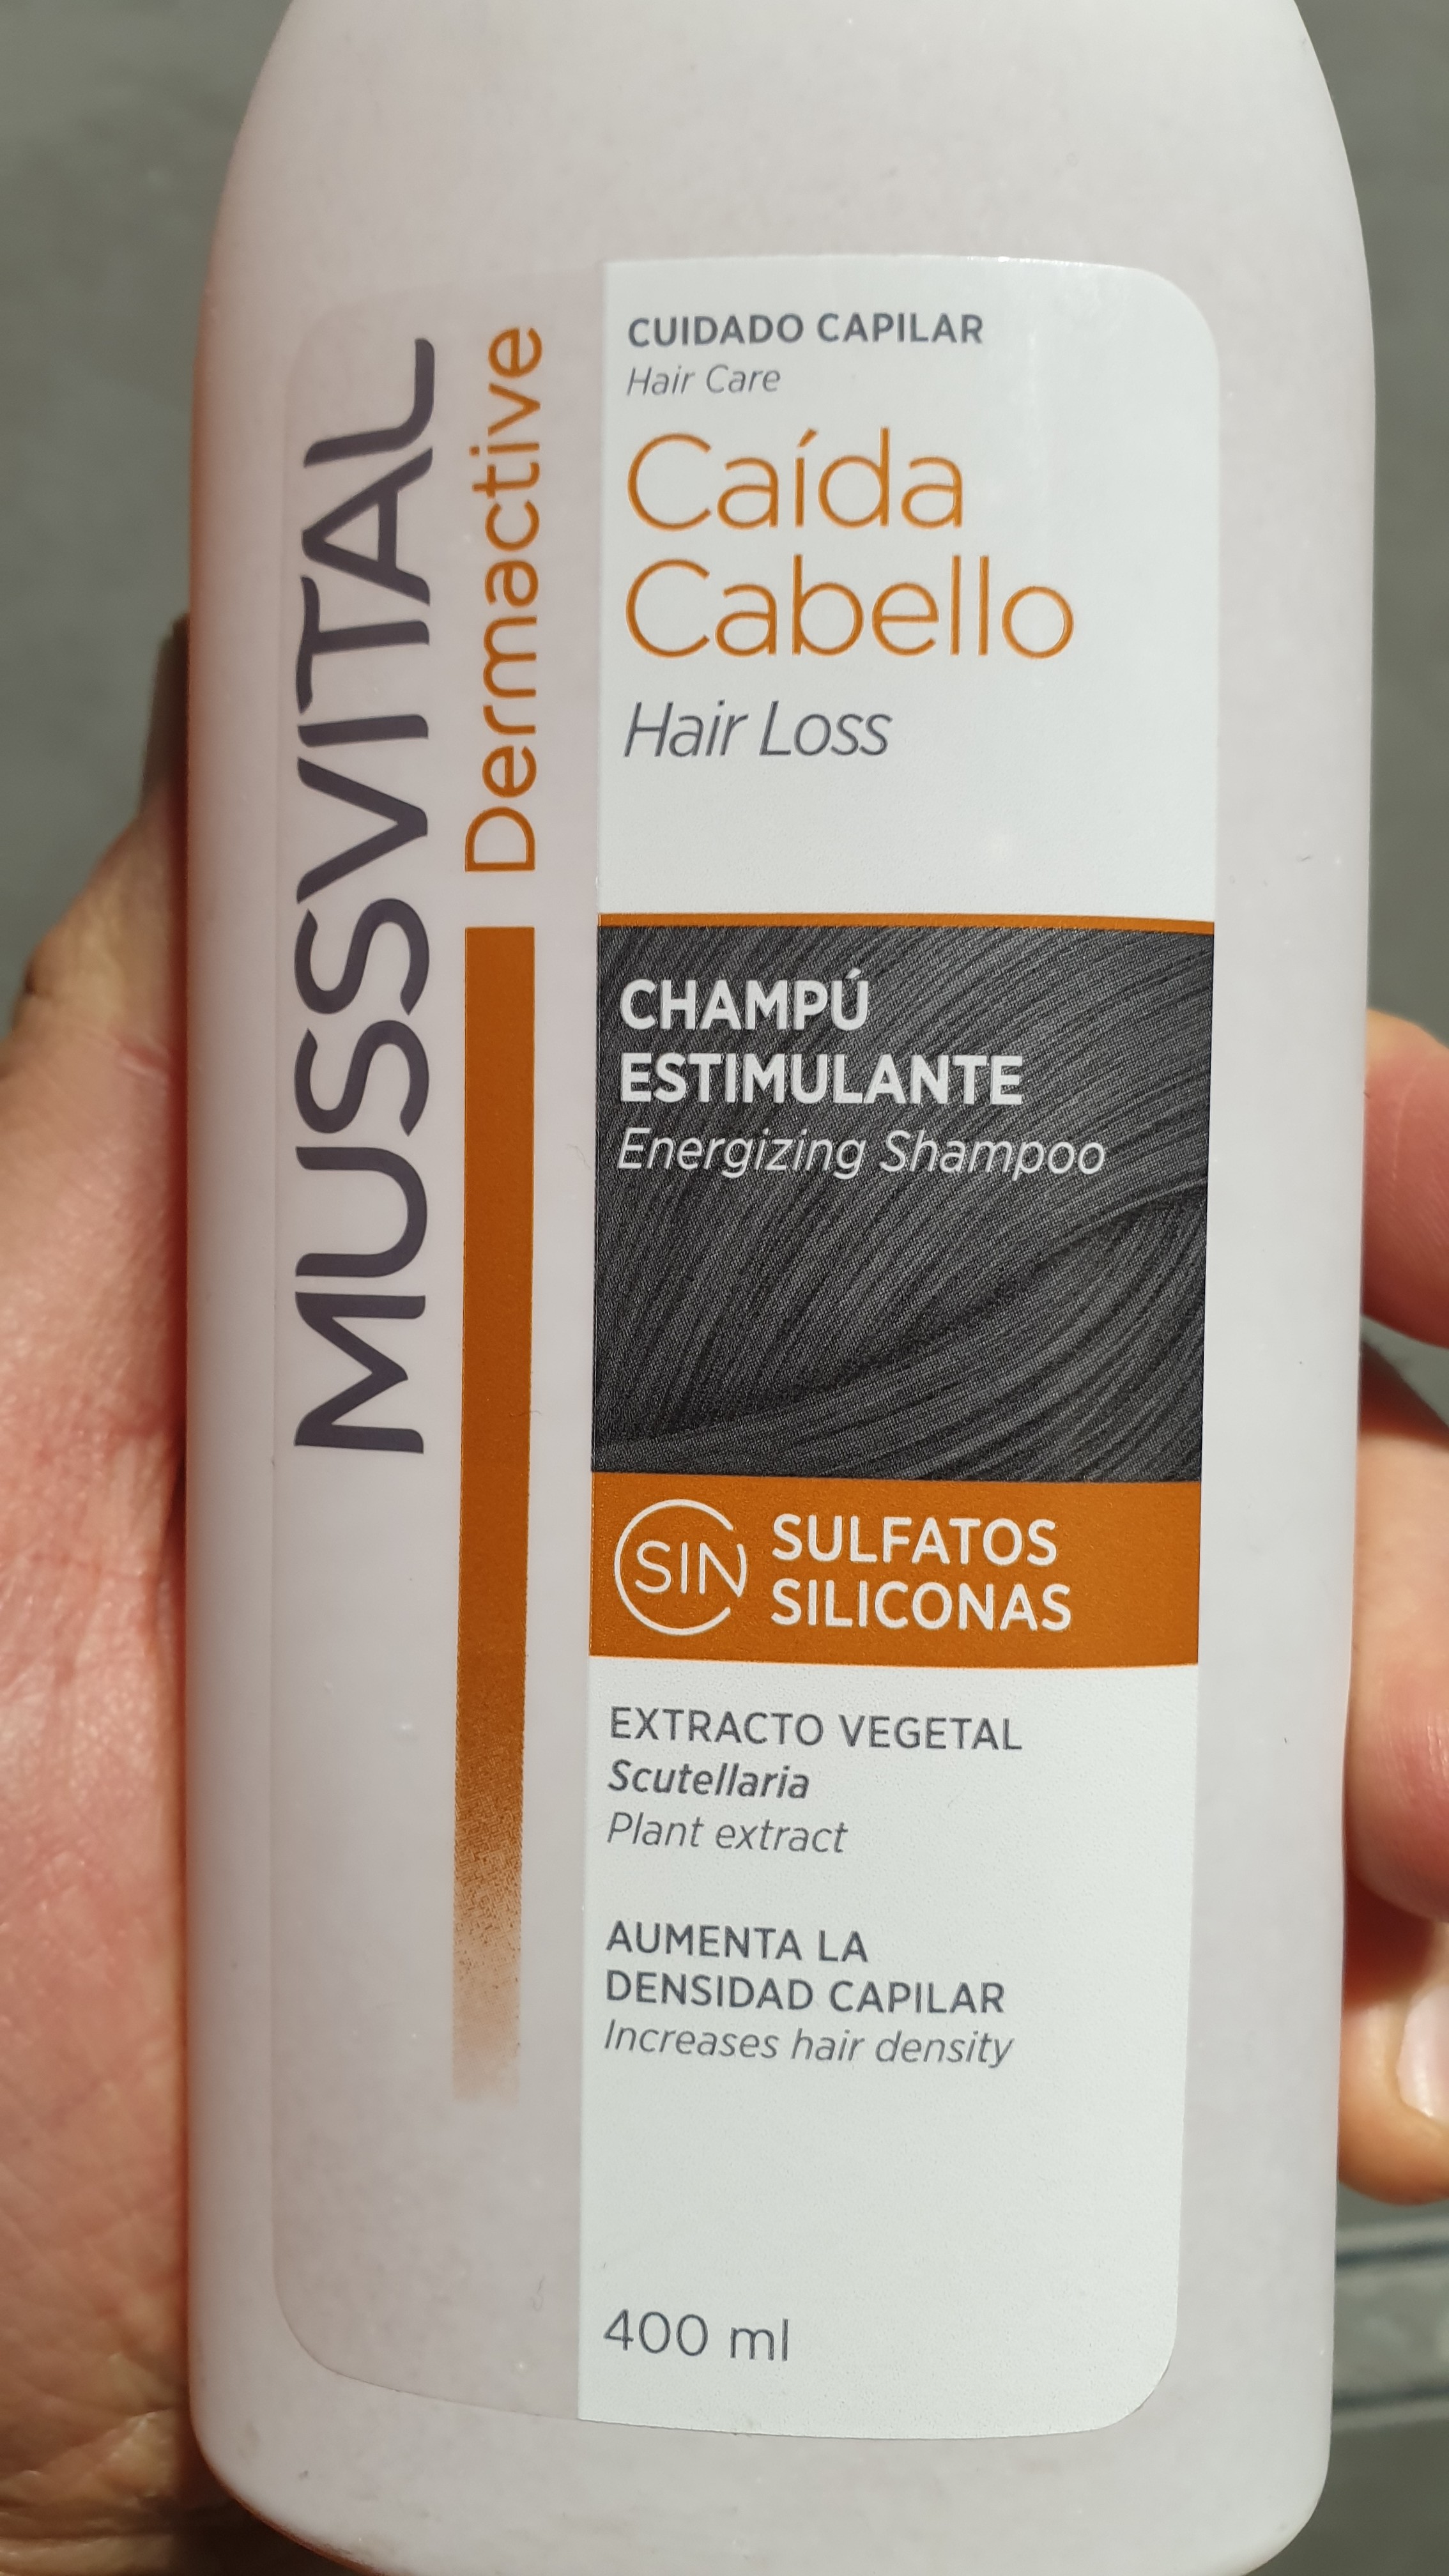 MUSSVITAL
Dermactive
CUIDADO CAPILAR
Hair Care
Caída
Cabello
Hair Loss
CHAMPÚ
ESTIMULANTE
Energizing Shampoo
SIN SULFATOS
SILICONAS
EXTRACTO VEGETAL
Scutellaria
Plant extract
AUMENTA LA
DENSIDAD CAPILAR
Increases hair density
400 ml